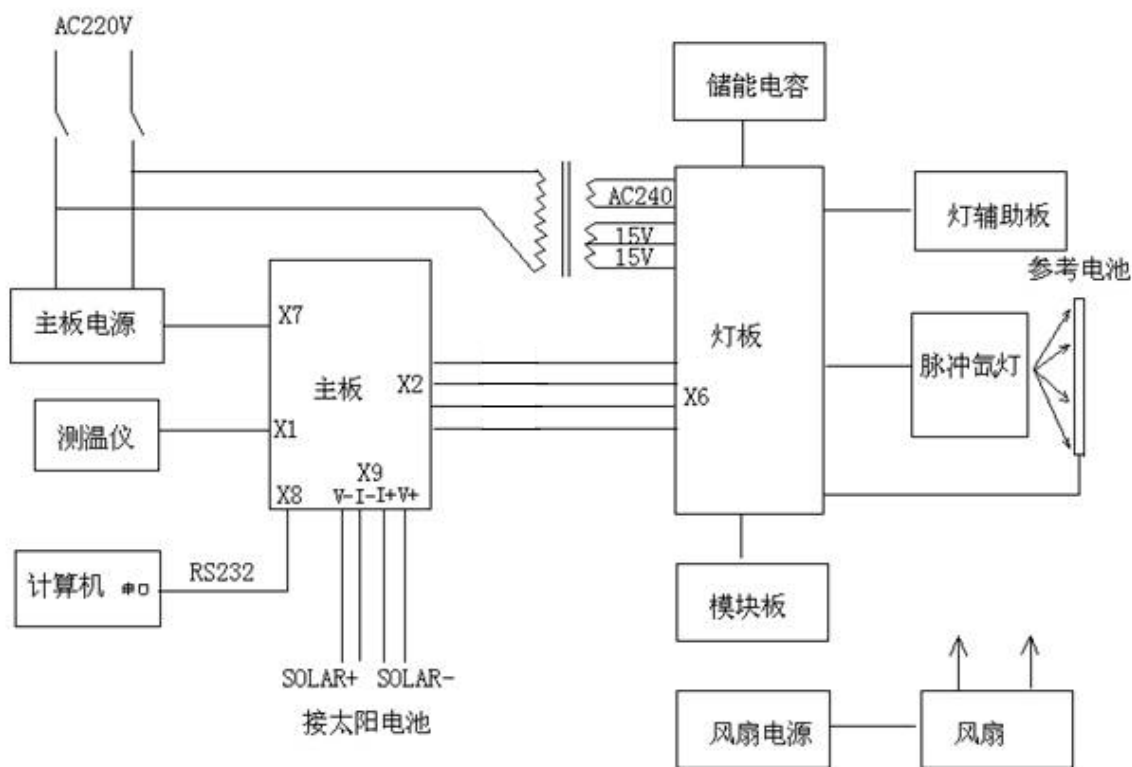 AC220V
储能电容
AC240
15V
15V
灯辅助板
参考电池
主板电源
X7
主板
X2
灯板
X6
脉冲氙灯
测温仪
X1
X9
X8
V- I- I+ V+
计算机 串口
RS232
模块板
SOLAR+ SOLAR-
接太阳电池
风扇电源
风扇